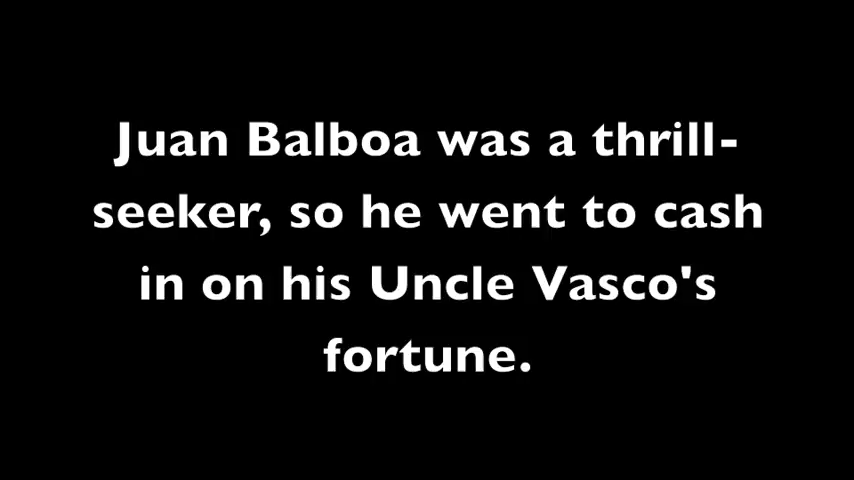 Juan Balboa was a thrill-
seeker, so he went to cash
in on his Uncle Vasco's
fortune.